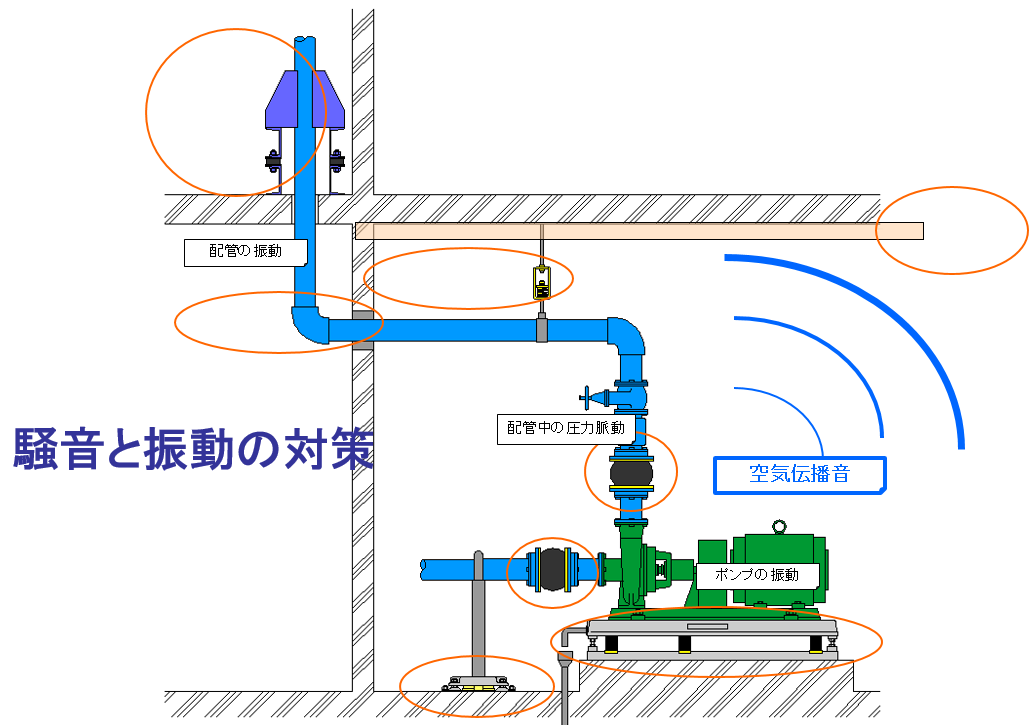 配管の振動
配管中の圧力脈動
騒音と振動の対策
空気伝播音
ポンプの振動